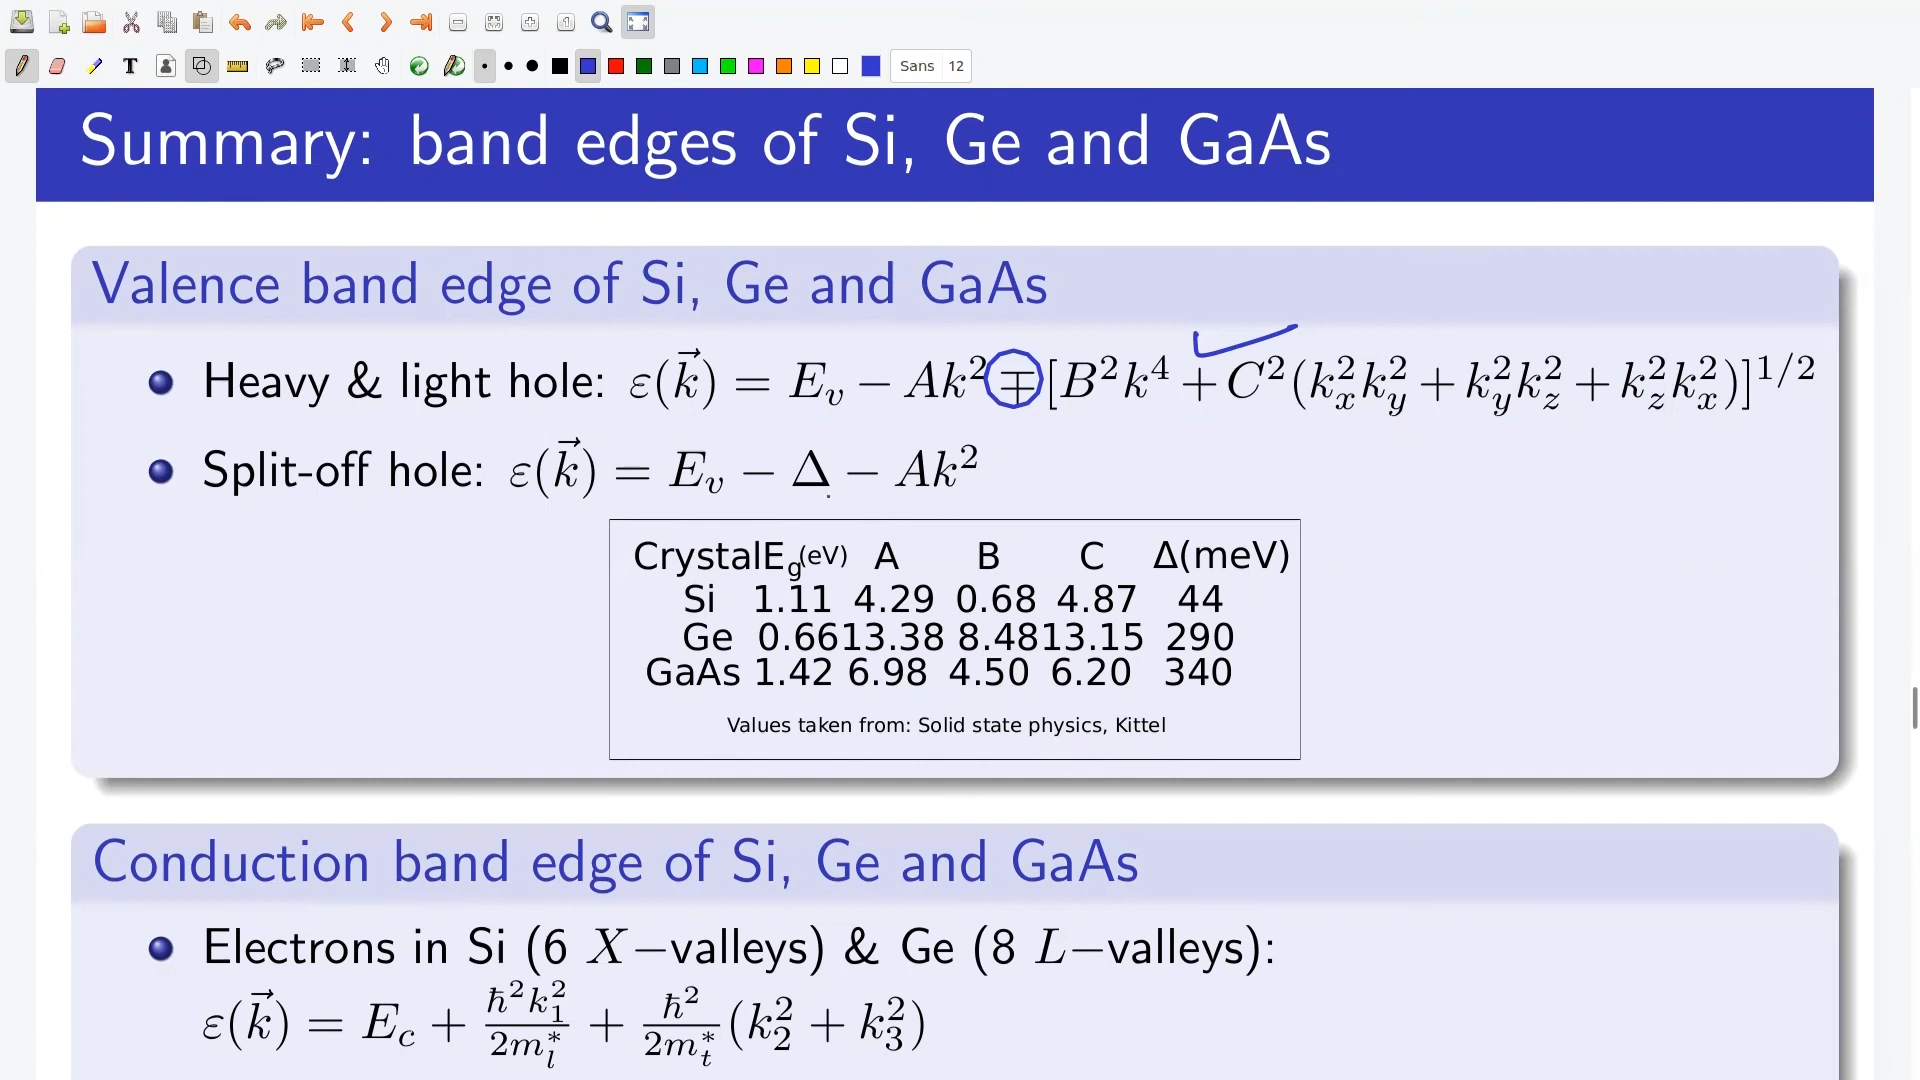 T Sans 12
Summary: band edges of Si, Ge and GaAs
Valence band edge of Si, Ge and GaAs
Heavy & light hole: ε(k⃗) = E_v − Ak² ∓ [B²k⁴ + C²(k_x²k_y² + k_y²k_z² + k_z²k_x²)]^{1/2}
Split-off hole: ε(k⃗) = E_v − Δ − Ak²
Crystal E_g(eV) A B C Δ(meV)
Si 1.11 4.29 0.68 4.87 44
Ge 0.66 13.38 8.48 13.15 290
GaAs 1.42 6.98 4.50 6.20 340
Values taken from: Solid state physics, Kittel
Conduction band edge of Si, Ge and GaAs
Electrons in Si (6 X−valleys) & Ge (8 L−valleys):
ε(k⃗) = E_c + ħ²k_1²/2m_l* + ħ²/2m_t* (k_2² + k_3²)